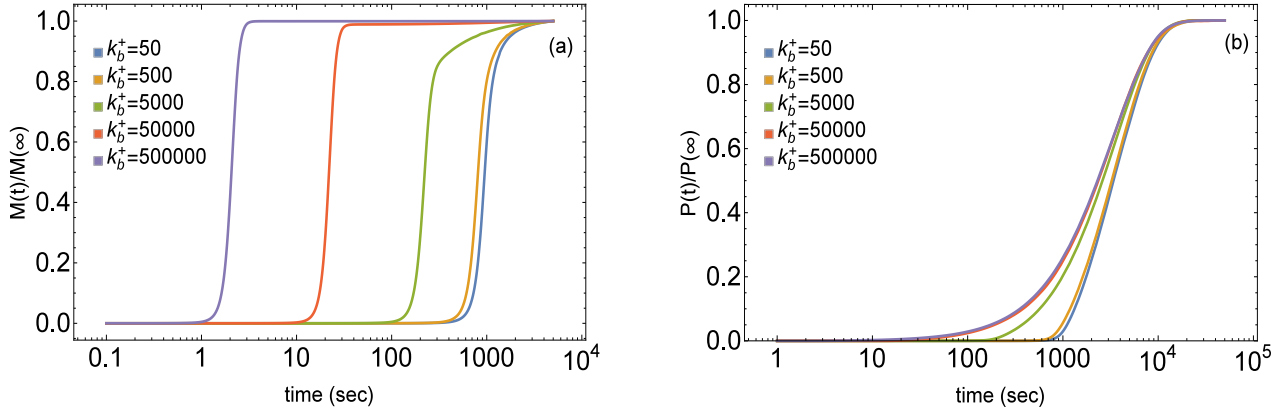 (a)
k_b^+=50
k_b^+=500
k_b^+=5000
k_b^+=50000
k_b^+=500000
M(t)/M(∞)
1.0
0.8
0.6
0.4
0.2
0.0
0.1 1 10 100 1000 10^4
time (sec)
(b)
k_b^+=50
k_b^+=500
k_b^+=5000
k_b^+=50000
k_b^+=500000
P(t)/P(∞)
1.0
0.8
0.6
0.4
0.2
0.0
1 10 100 1000 10^4 10^5
time (sec)